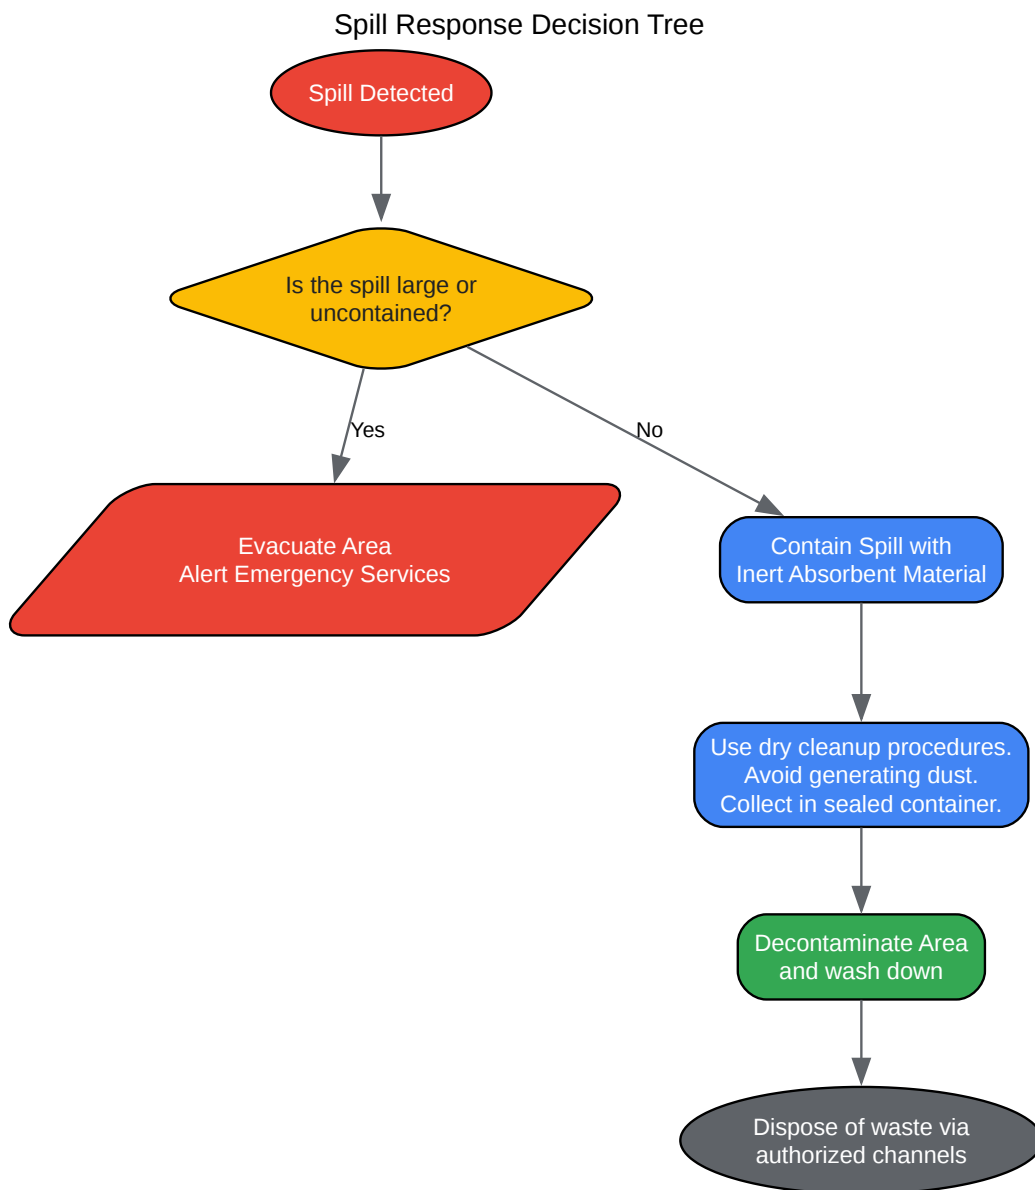 Spill Response Decision Tree
Spill Detected
Is the spill large or
uncontained?
Yes
No
Evacuate Area
Alert Emergency Services
Contain Spill with
Inert Absorbent Material
Use dry cleanup procedures.
Avoid generating dust.
Collect in sealed container.
Decontaminate Area
and wash down
Dispose of waste via
authorized channels